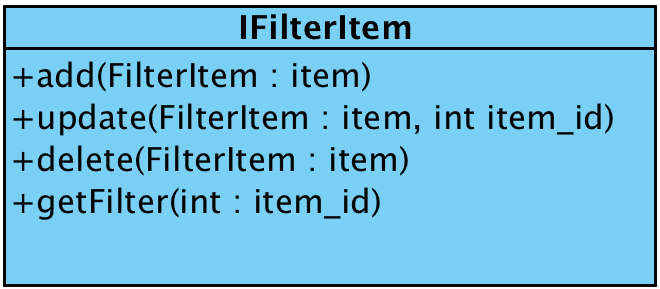 IFilterItem
+add(FilterItem : item)
+update(FilterItem : item, int item_id)
+delete(FilterItem : item)
+getFilter(int : item_id)